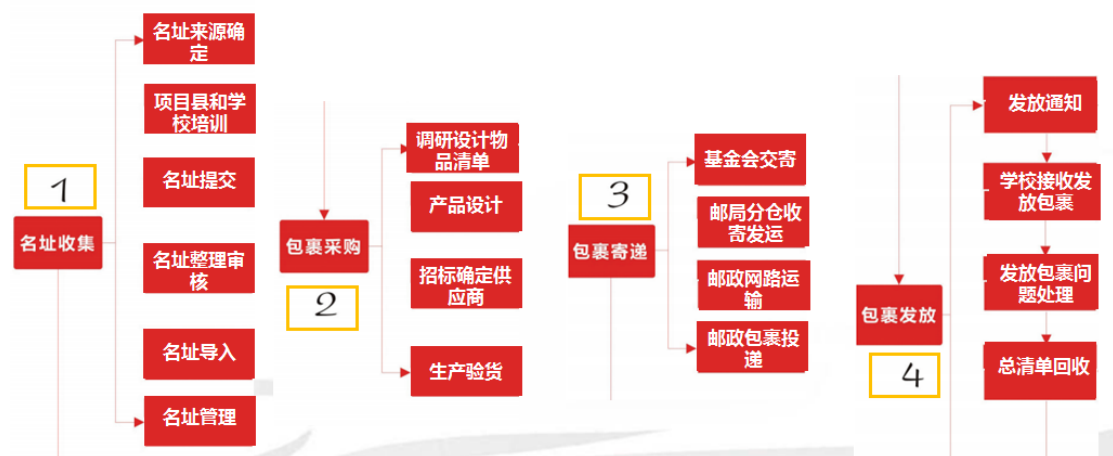 1
名址收集
名址来源确
定
项目县和学
校培训
名址提交
名址整理审
核
名址导入
名址管理
包裹采购
2
调研设计物
品清单
产品设计
招标确定供
应商
生产验货
3
包裹寄递
基金会交寄
邮局分仓收
寄发运
邮政网路运
输
邮政包裹投
递
包裹发放
4
发放通知
学校接收发
放包裹
发放包裹问
题处理
总清单回收